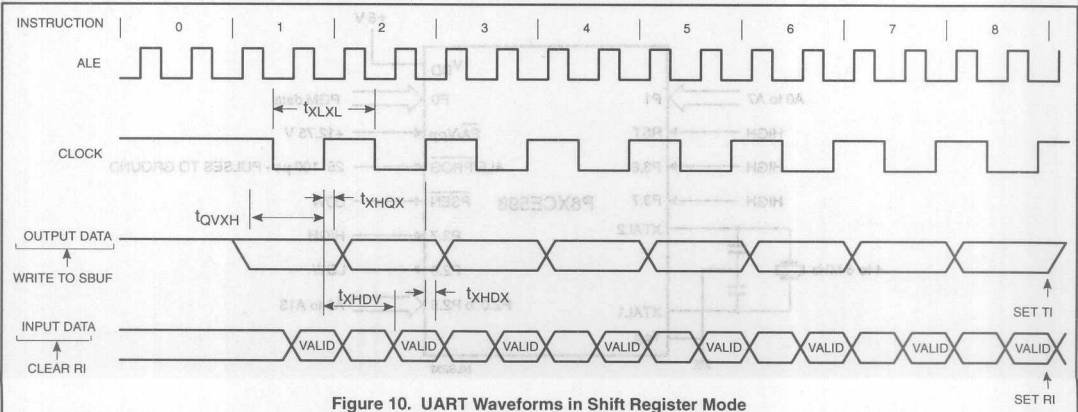 INSTRUCTION 0 1 2 3 4 5 6 7 8
ALE
tXLXL
CLOCK
tQVXH tXHQX
OUTPUT DATA
WRITE TO SBUF
tXHDV tXHDX
SET TI
INPUT DATA
VALID VALID VALID VALID VALID VALID VALID VALID
CLEAR RI
SET RI
Figure 10. UART Waveforms in Shift Register Mode